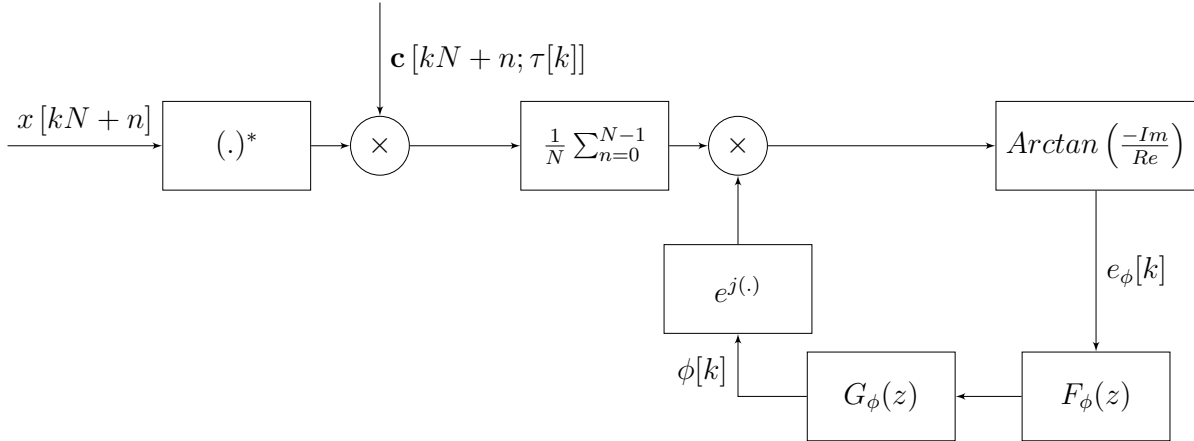 𝐜 [kN + n; τ[k]]
x [kN + n]
(.)*
×
1/N ∑_{n=0}^{N−1}
×
Arctan (−Im/Re)
e^{j(.)}
e_ϕ[k]
ϕ[k]
G_ϕ(z)
F_ϕ(z)